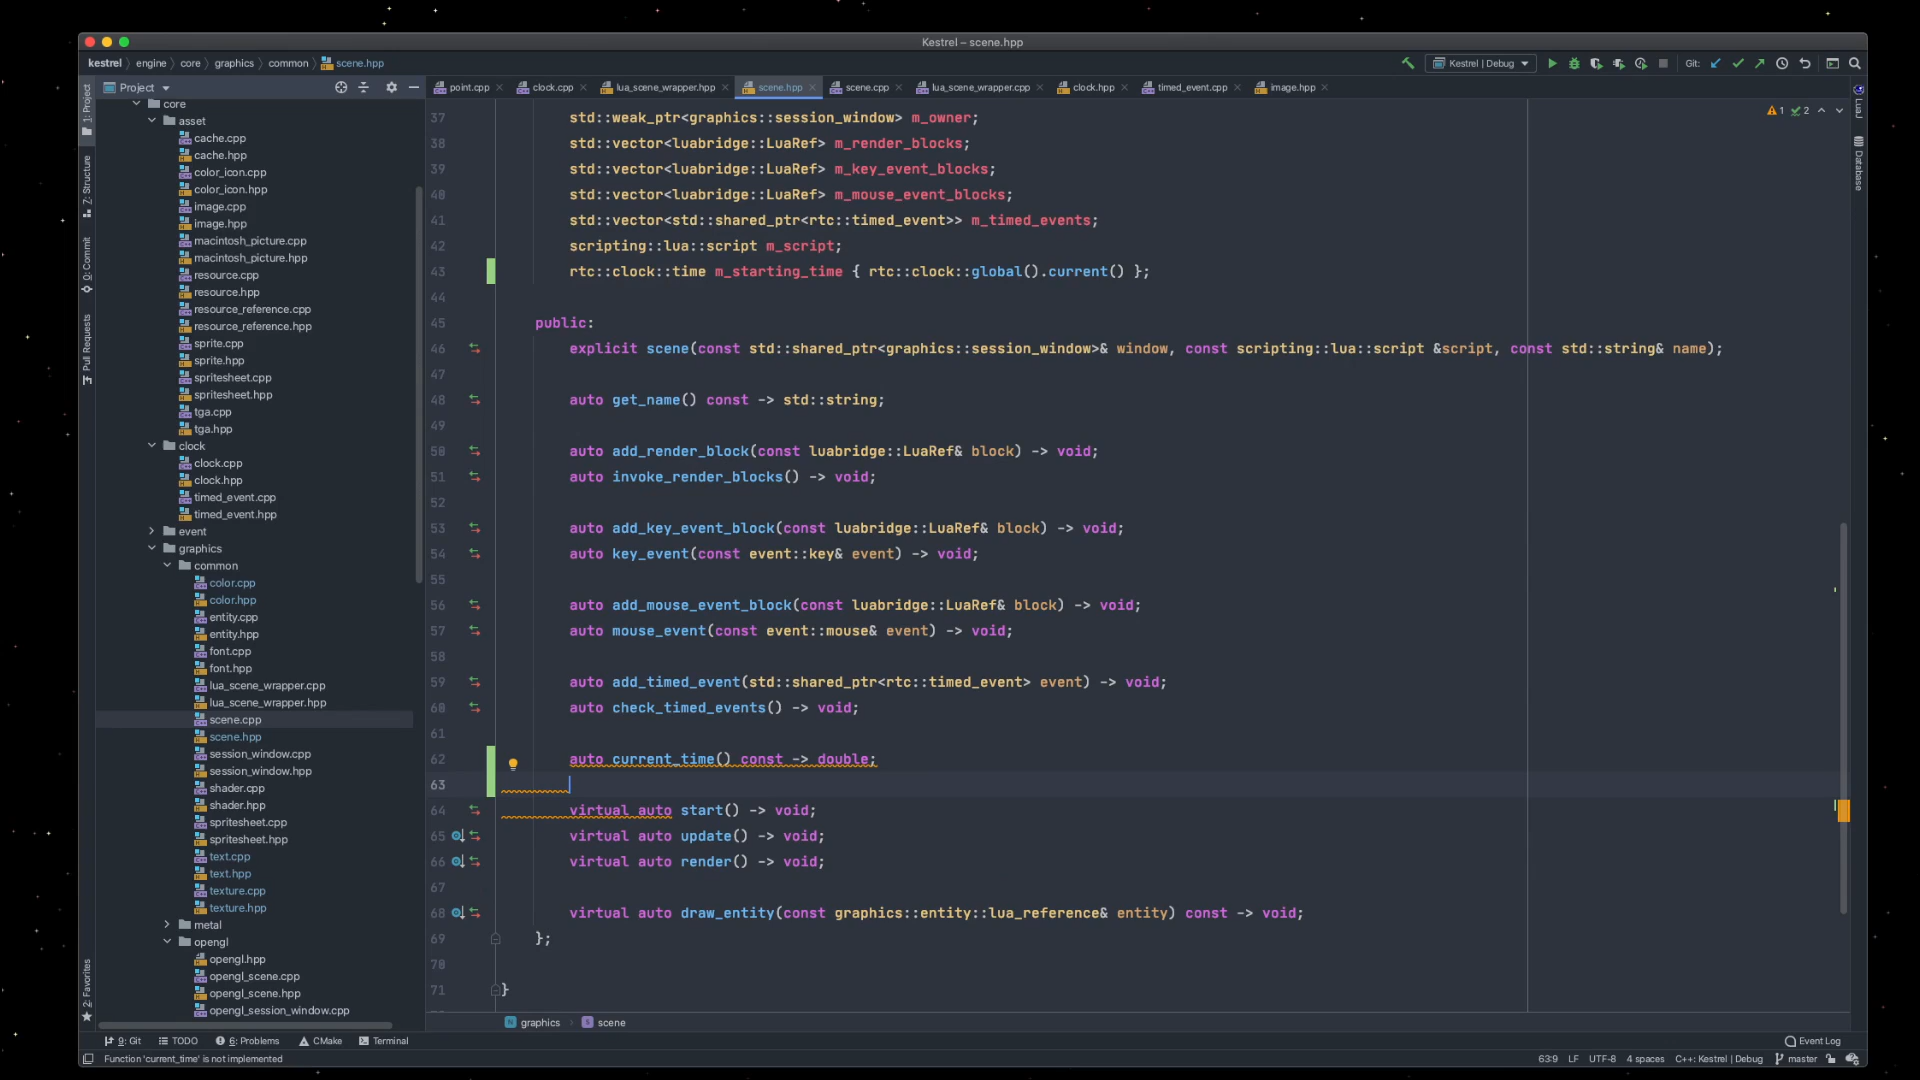 Kestrel – scene.hpp
kestrel engine core graphics common scene.hpp
Kestrel | Debug
Git:
Project
point.cpp
clock.cpp
lua_scene_wrapper.hpp
scene.hpp
scene.cpp
lua_scene_wrapper.cpp
clock.hpp
timed_event.cpp
image.hpp
1: Project
Z: Structure
0: Commit
Pull Requests
2: Favorites
core
asset
cache.cpp
cache.hpp
color_icon.cpp
color_icon.hpp
image.cpp
image.hpp
macintosh_picture.cpp
macintosh_picture.hpp
resource.cpp
resource.hpp
resource_reference.cpp
resource_reference.hpp
sprite.cpp
sprite.hpp
spritesheet.cpp
spritesheet.hpp
tga.cpp
tga.hpp
clock
clock.cpp
clock.hpp
timed_event.cpp
timed_event.hpp
event
graphics
common
color.cpp
color.hpp
entity.cpp
entity.hpp
font.cpp
font.hpp
lua_scene_wrapper.cpp
lua_scene_wrapper.hpp
scene.cpp
scene.hpp
session_window.cpp
session_window.hpp
shader.cpp
shader.hpp
spritesheet.cpp
spritesheet.hpp
text.cpp
text.hpp
texture.cpp
texture.hpp
metal
opengl
opengl.hpp
opengl_scene.cpp
opengl_scene.hpp
opengl_session_window.cpp
37 std::weak_ptr<graphics::session_window> m_owner;
38 std::vector<luabridge::LuaRef> m_render_blocks;
39 std::vector<luabridge::LuaRef> m_key_event_blocks;
40 std::vector<luabridge::LuaRef> m_mouse_event_blocks;
41 std::vector<std::shared_ptr<rtc::timed_event>> m_timed_events;
42 scripting::lua::script m_script;
43 rtc::clock::time m_starting_time { rtc::clock::global().current() };
44
45 public:
46 explicit scene(const std::shared_ptr<graphics::session_window>& window, const scripting::lua::script &script, const std::string& name);
47
48 auto get_name() const -> std::string;
49
50 auto add_render_block(const luabridge::LuaRef& block) -> void;
51 auto invoke_render_blocks() -> void;
52
53 auto add_key_event_block(const luabridge::LuaRef& block) -> void;
54 auto key_event(const event::key& event) -> void;
55
56 auto add_mouse_event_block(const luabridge::LuaRef& block) -> void;
57 auto mouse_event(const event::mouse& event) -> void;
58
59 auto add_timed_event(std::shared_ptr<rtc::timed_event> event) -> void;
60 auto check_timed_events() -> void;
61
62 auto current_time() const -> double;
63
64 virtual auto start() -> void;
65 virtual auto update() -> void;
66 virtual auto render() -> void;
67
68 virtual auto draw_entity(const graphics::entity::lua_reference& entity) const -> void;
69 };
70
71 }
1 2
LuaJ
Database
graphics scene
9: Git TODO 6: Problems CMake Terminal Event Log
Function 'current_time' is not implemented 63:9 LF UTF-8 4 spaces C++: Kestrel | Debug master